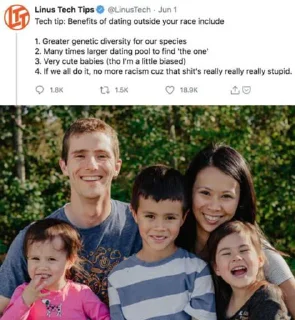 Linus Tech Tips @LinusTech · Jun 1
Tech tip: Benefits of dating outside your race include
1. Greater genetic diversity for our species
2. Many times larger dating pool to find 'the one'
3. Very cute babies (tho I'm a little biased)
4. If we all do it, no more racism cuz that shit's really really really stupid.
1.8K 1.5K 18.9K